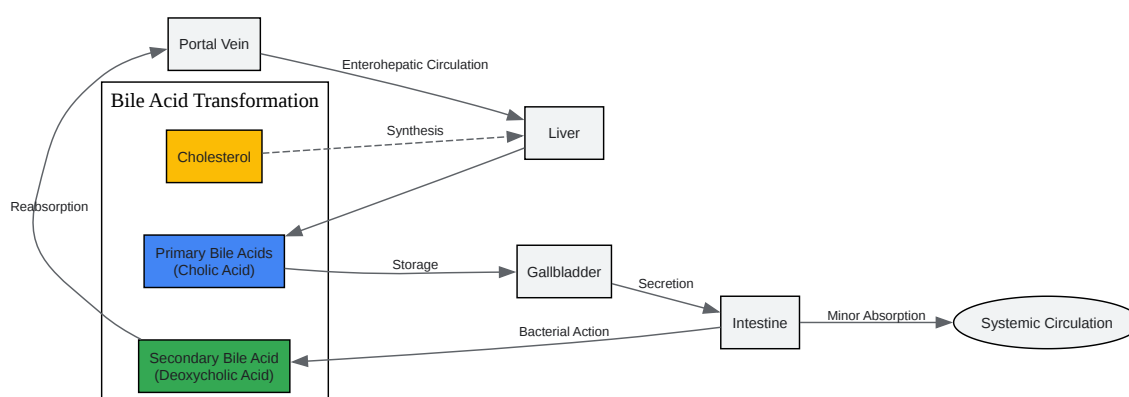 Portal Vein
Enterohepatic Circulation
Bile Acid Transformation
Liver
Synthesis
Cholesterol
Reabsorption
Primary Bile Acids
(Cholic Acid)
Storage
Gallbladder
Secretion
Intestine
Minor Absorption
Systemic Circulation
Bacterial Action
Secondary Bile Acid
(Deoxycholic Acid)